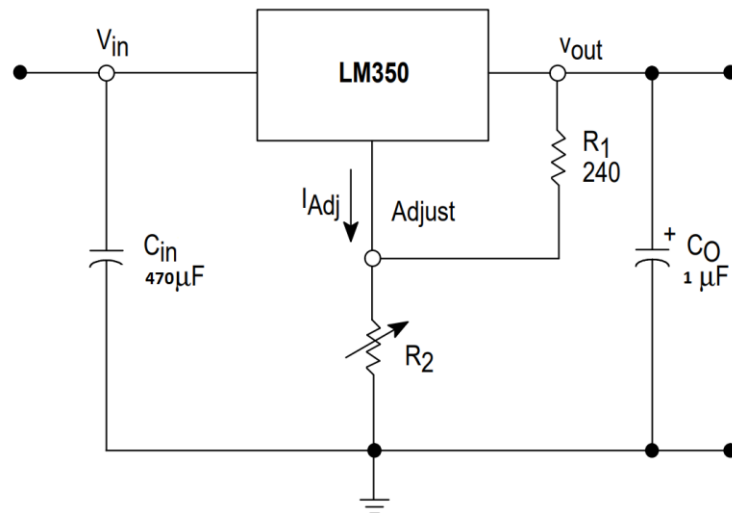 Vin
LM350
vout
R1
240
IAdj
Adjust
Cin
470μF
+
CO
1 μF
R2